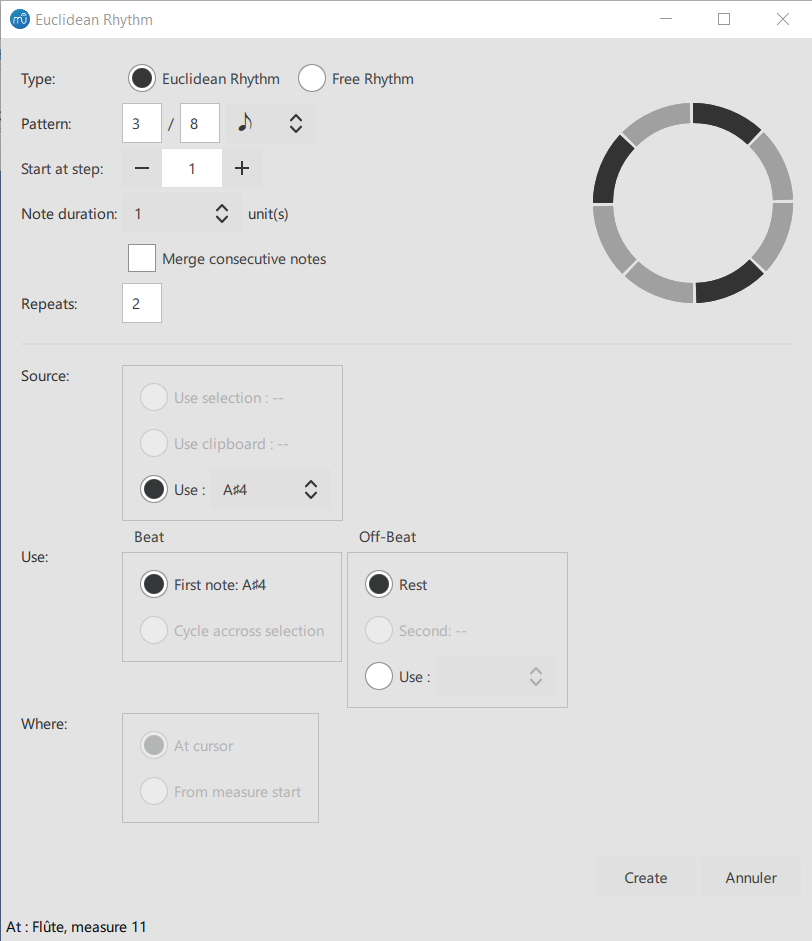 Euclidean Rhythm
Type: Euclidean Rhythm Free Rhythm
Pattern: 3 / 8
Start at step: 1
Note duration: 1 unit(s)
Merge consecutive notes
Repeats: 2
Source:
Use selection : --
Use clipboard : --
Use : A♯4
Beat Off-Beat
Use:
First note: A♯4 Rest
Cycle accross selection Second: --
Use :
Where:
At cursor
From measure start
Create Annuler
At : Flûte, measure 11